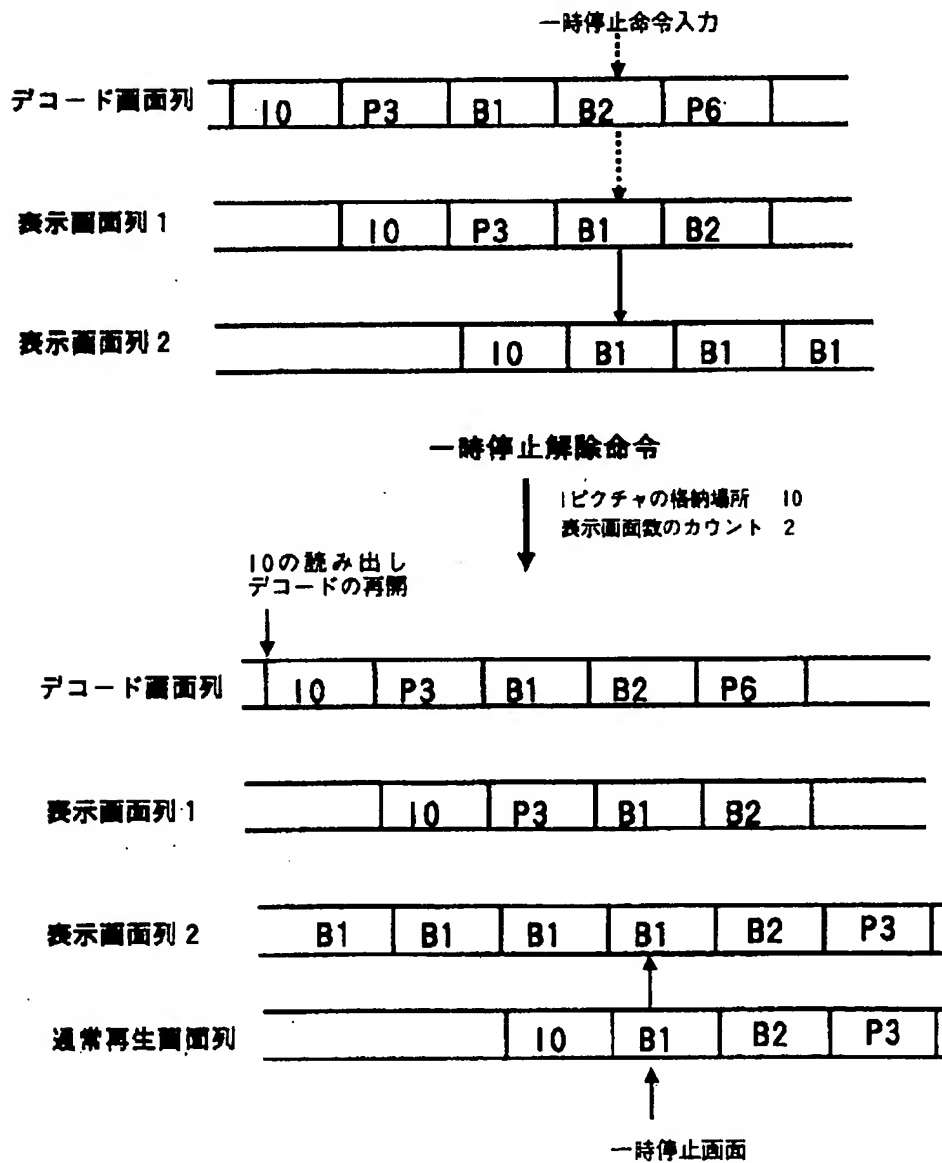 一時停止命令入力
デコード画面列 I0 P3 B1 B2 P6
表示画面列1 I0 P3 B1 B2
表示画面列2 I0 B1 B1 B1
一時停止解除命令
Iピクチャの格納場所 I0
表示画面数のカウント 2
I0の読み出し
デコードの再開
デコード画面列 I0 P3 B1 B2 P6
表示画面列1 I0 P3 B1 B2
表示画面列2 B1 B1 B1 B1 B2 P3
通常再生画面列 I0 B1 B2 P3
一時停止画面